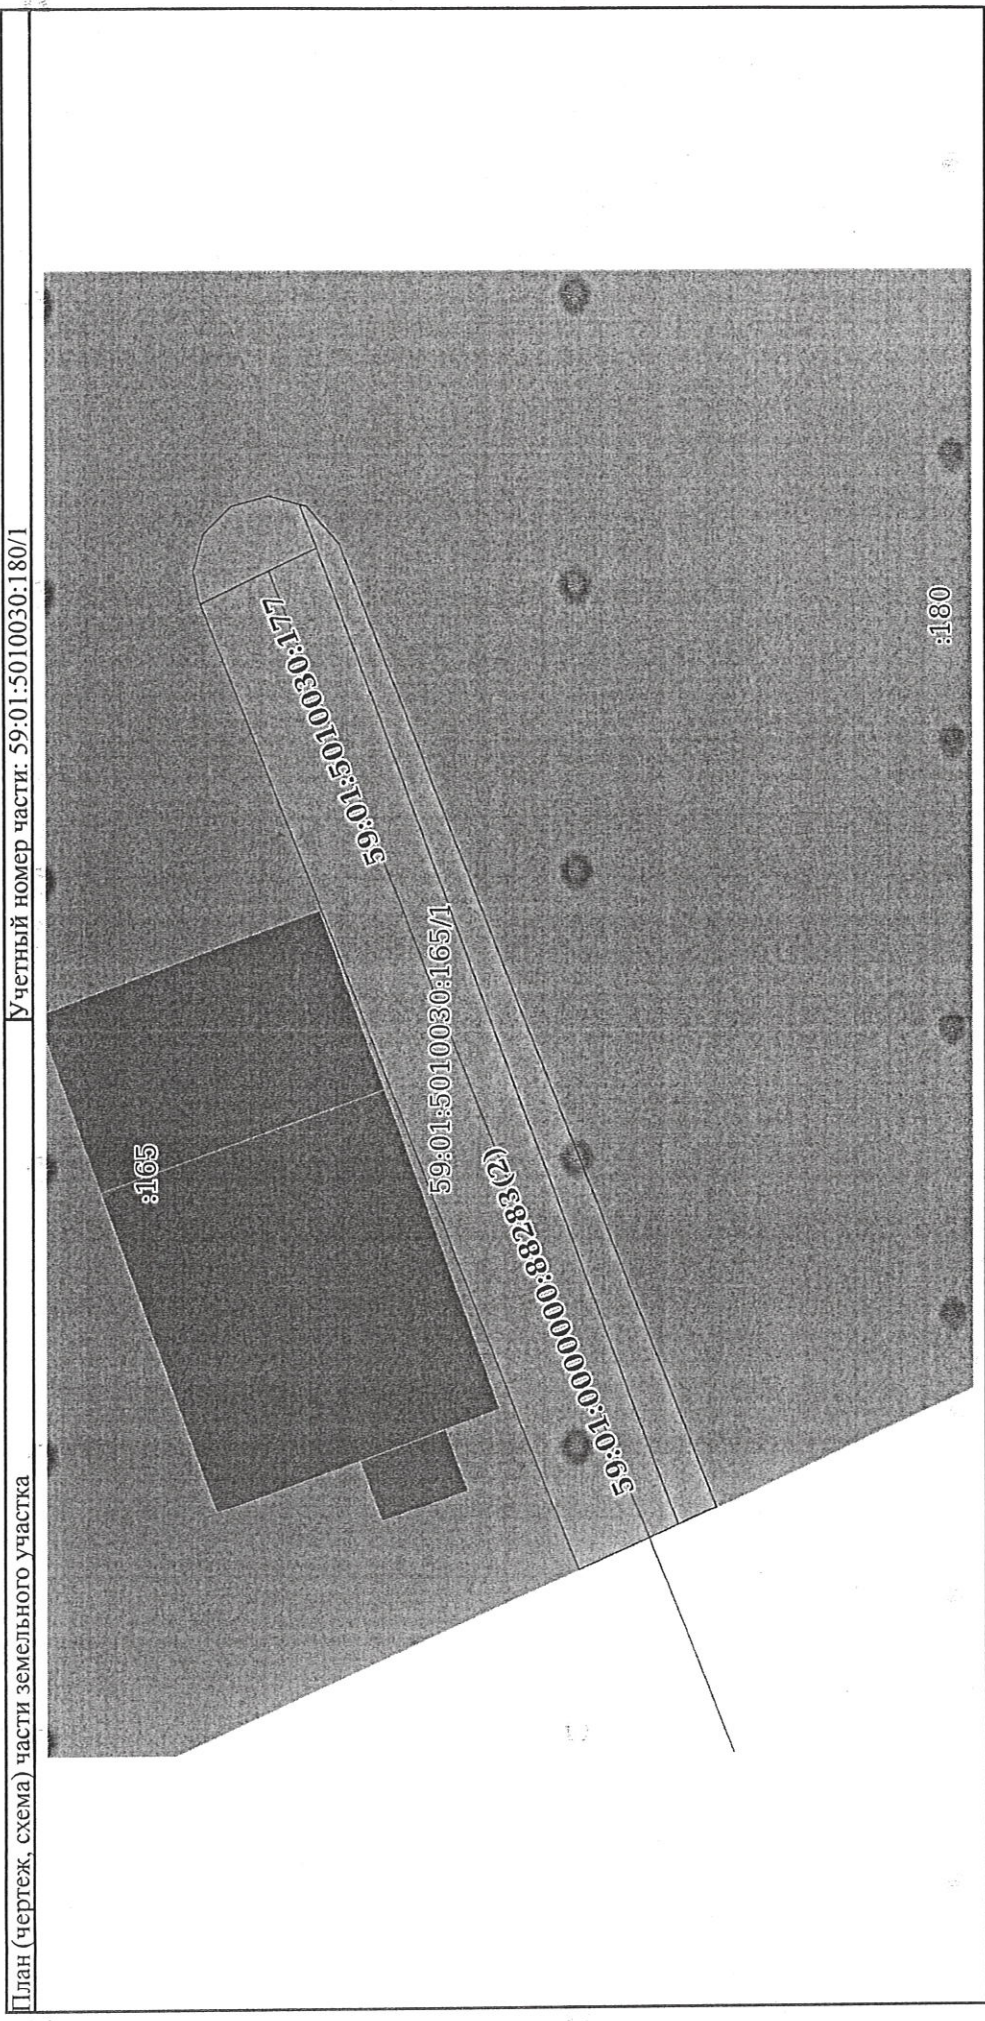 План (чертеж, схема) части земельного участка
Учетный номер части: 59:01:5010030:180/1
:165
59:01:5010030:177
59:01:5010030:165/1
59:01:0000000:88283(2)
:180